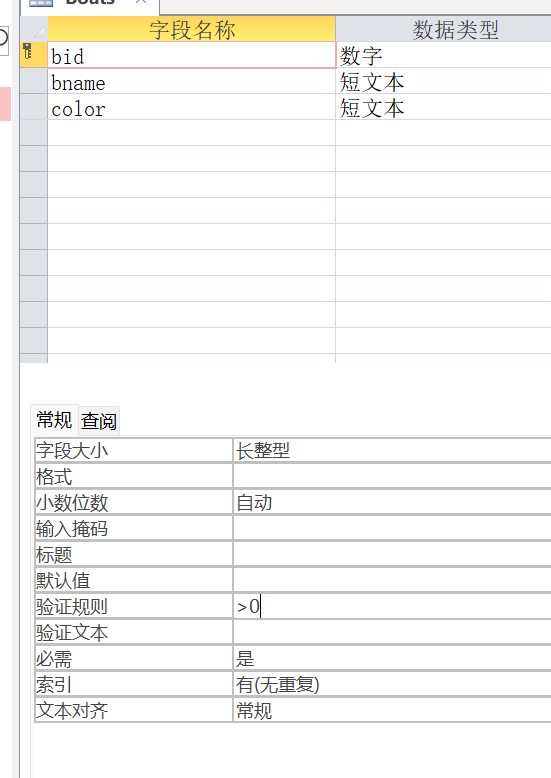 Boats
字段名称 数据类型
bid 数字
bname 短文本
color 短文本
常规 查阅
字段大小 长整型
格式
小数位数 自动
输入掩码
标题
默认值
验证规则 >0
验证文本
必需 是
索引 有(无重复)
文本对齐 常规